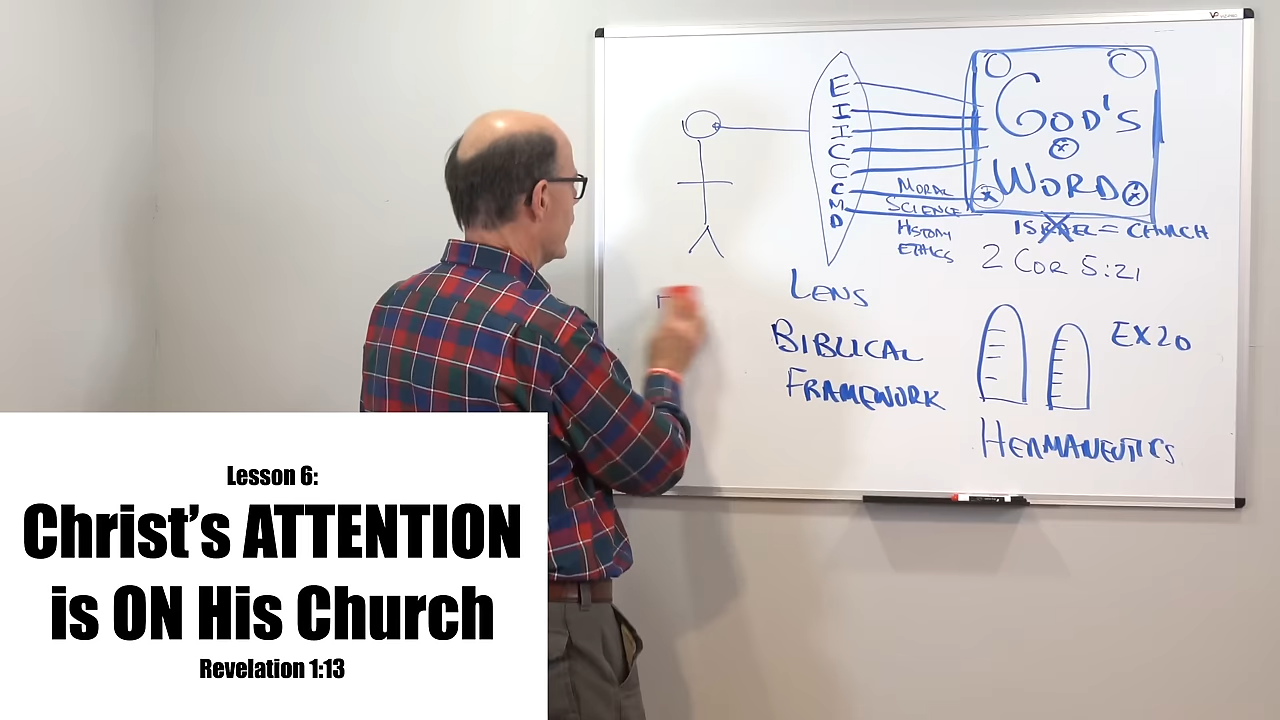 E
I
I
C
C
C
M
D
GOD'S
WORD
MORAL
SCIENCE
HISTORY
ETHICS
ISRAEL = CHURCH
2 COR 5:21
LENS
BIBLICAL
FRAMEWORK
EX 20
HERMANEUTICS
Lesson 6:
Christ's ATTENTION
is ON His Church
Revelation 1:13